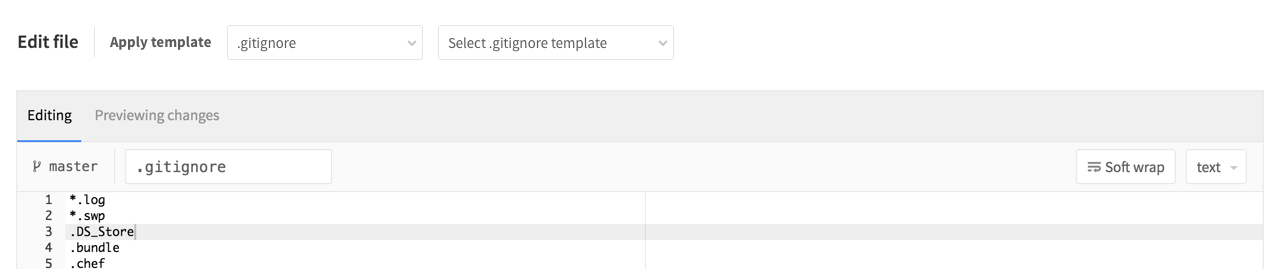 Edit file Apply template .gitignore Select .gitignore template
Editing Previewing changes
master .gitignore Soft wrap text
1 *.log
2 *.swp
3 .DS_Store
4 .bundle
5 .chef